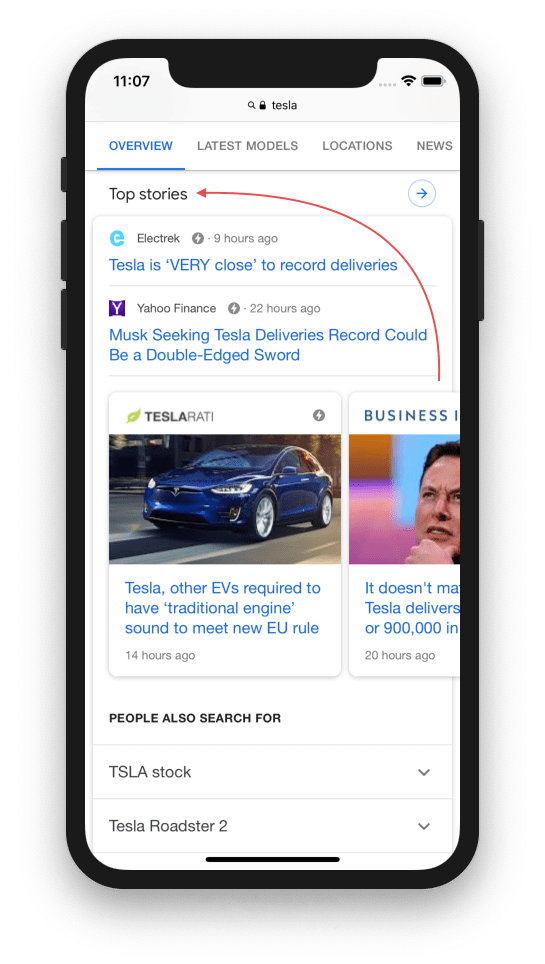 11:07
tesla
OVERVIEW LATEST MODELS LOCATIONS NEWS
Top stories
Electrek · 9 hours ago
Tesla is ‘VERY close’ to record deliveries
Yahoo Finance · 22 hours ago
Musk Seeking Tesla Deliveries Record Could
Be a Double-Edged Sword
TESLARATI
Tesla, other EVs required to
have ‘traditional engine’
sound to meet new EU rule
14 hours ago
BUSINESS I
It doesn't ma
Tesla delivers
or 900,000 in
20 hours ago
PEOPLE ALSO SEARCH FOR
TSLA stock
Tesla Roadster 2